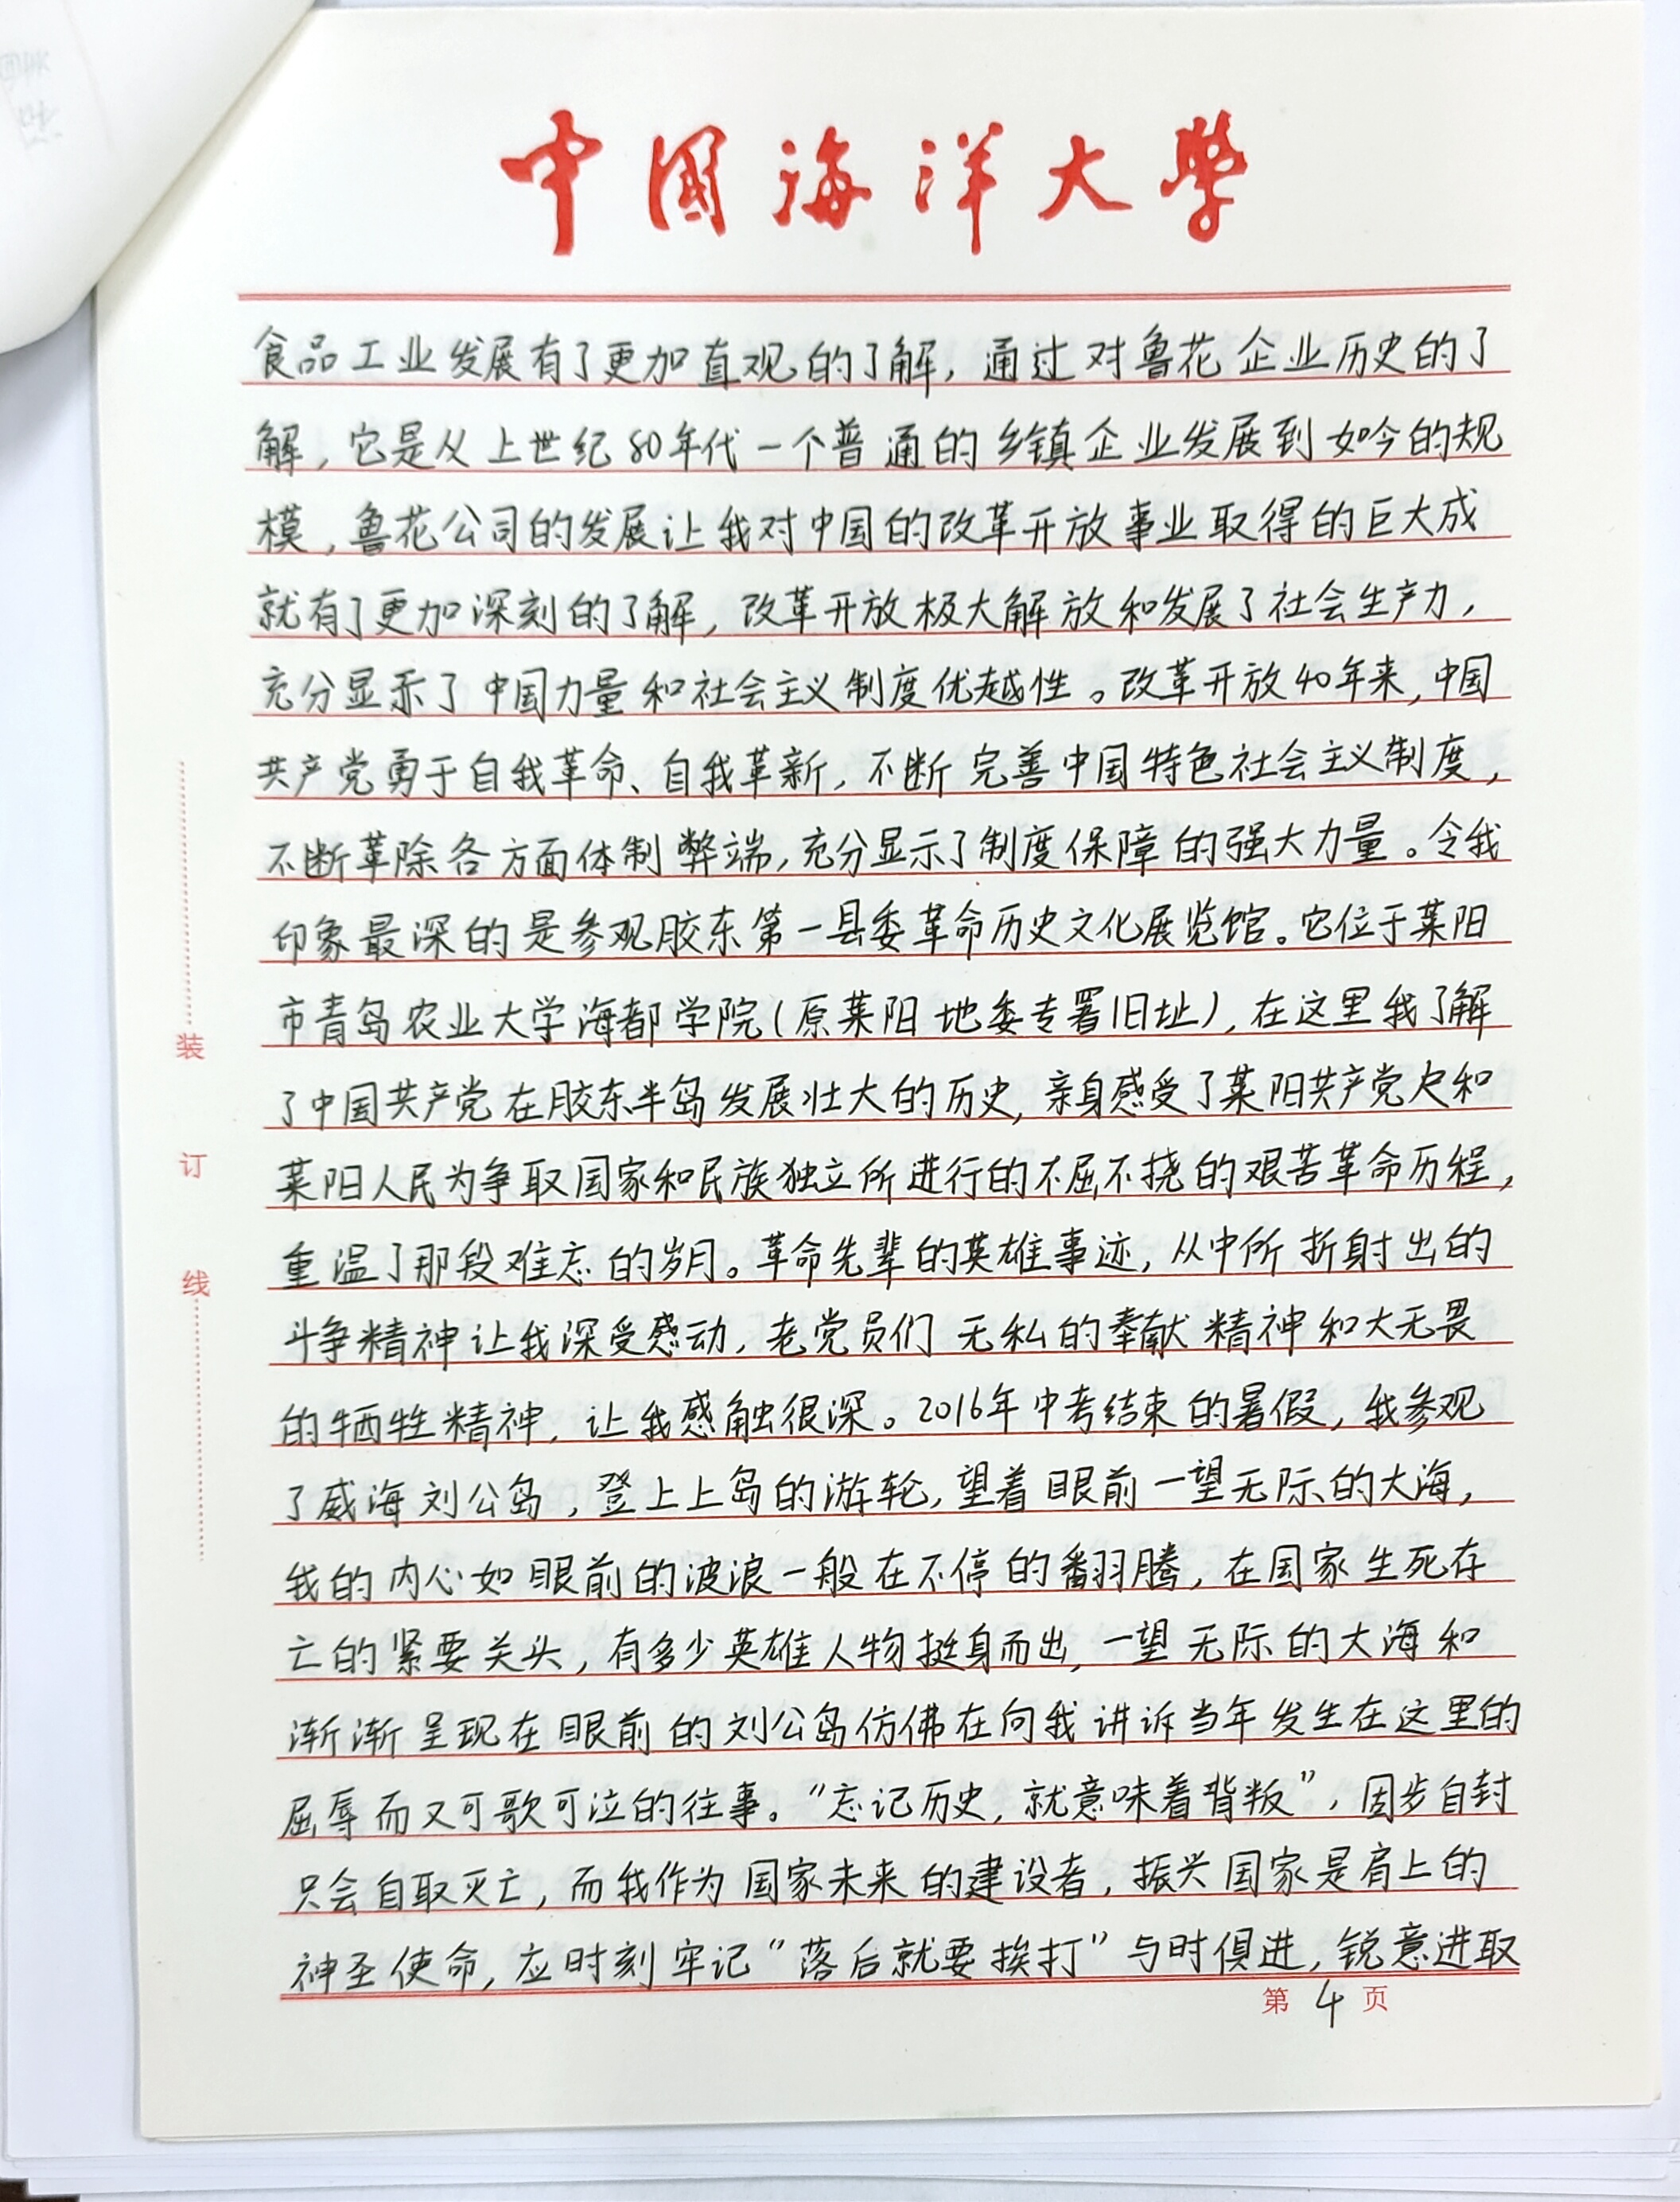 中国海洋大学
食品工业发展有了更加直观的了解，通过对鲁花企业历史的了
解，它是从上世纪80年代一个普通的乡镇企业发展到如今的规
模，鲁花公司的发展让我对中国的改革开放事业取得的巨大成
就有了更加深刻的了解，改革开放极大解放和发展了社会生产力，
充分显示了中国力量和社会主义制度优越性。改革开放40年来，中国
共产党勇于自我革命、自我革新，不断完善中国特色社会主义制度，
不断革除各方面体制弊端，充分显示了制度保障的强大力量。令我
印象最深的是参观胶东第一县委革命历史文化展览馆。它位于莱阳
市青岛农业大学海都学院(原莱阳地委专署旧址)，在这里我了解
了中国共产党在胶东半岛发展壮大的历史，亲身感受了莱阳共产党人和
莱阳人民为争取国家和民族独立所进行的不屈不挠的艰苦革命历程，
重温了那段难忘的岁月。革命先辈的英雄事迹，从中所折射出的
斗争精神让我深受感动，老党员们无私的奉献精神和大无畏
的牺牲精神，让我感触很深。2016年中考结束的暑假，我参观
了威海刘公岛，登上上岛的游轮，望着眼前一望无际的大海，
我的内心如眼前的波浪一般在不停的翻腾，在国家生死存
亡的紧要关头，有多少英雄人物挺身而出，一望无际的大海和
渐渐呈现在眼前的刘公岛仿佛在向我讲诉当年发生在这里的
屈辱而又可歌可泣的往事。“忘记历史，就意味着背叛”，固步自封
只会自取灭亡，而我作为国家未来的建设者，振兴国家是肩上的
神圣使命，应时刻牢记“落后就要挨打”与时俱进，锐意进取
第4页
装
订
线